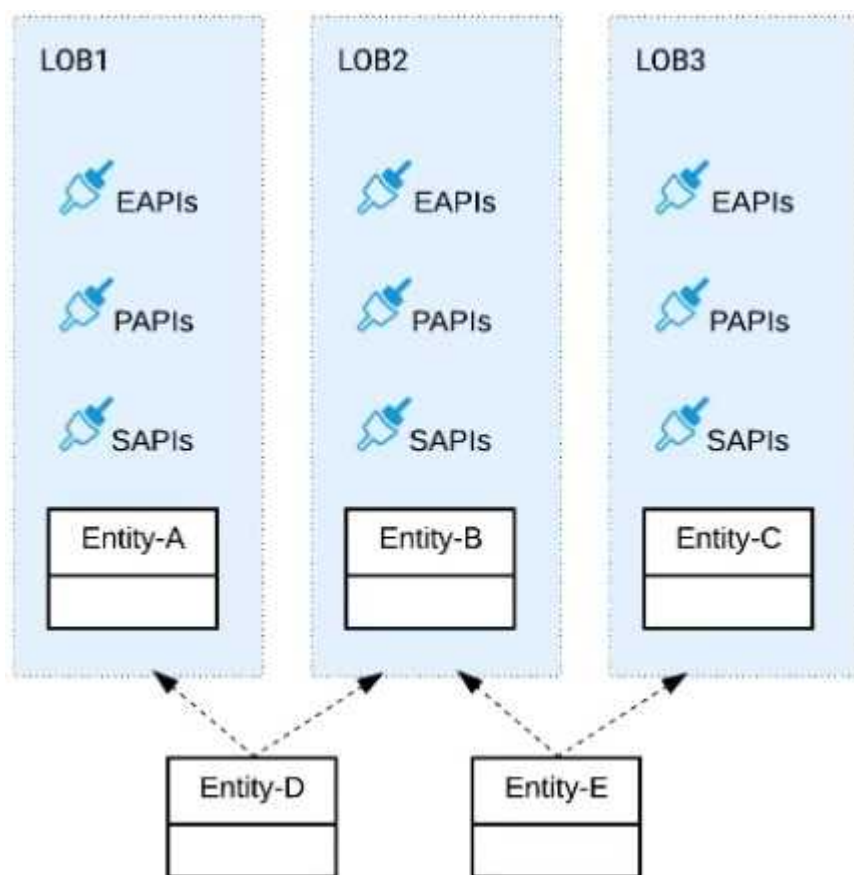 LOB1
LOB2
LOB3
EAPIs
EAPIs
EAPIs
PAPIs
PAPIs
PAPIs
SAPIs
SAPIs
SAPIs
Entity-A
Entity-B
Entity-C
Entity-D
Entity-E